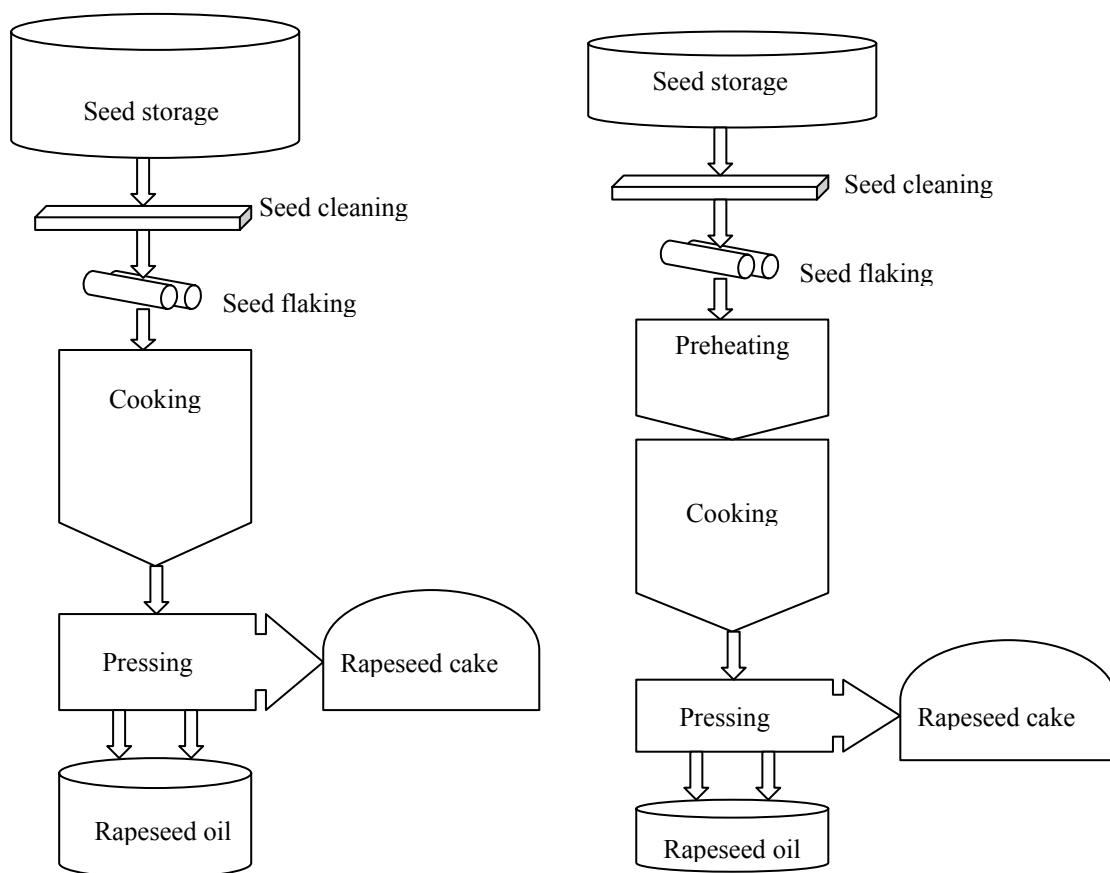 Seed storage
Seed cleaning
Seed flaking
Cooking
Pressing
Rapeseed cake
Rapeseed oil
Seed storage
Seed cleaning
Seed flaking
Preheating
Cooking
Pressing
Rapeseed cake
Rapeseed oil